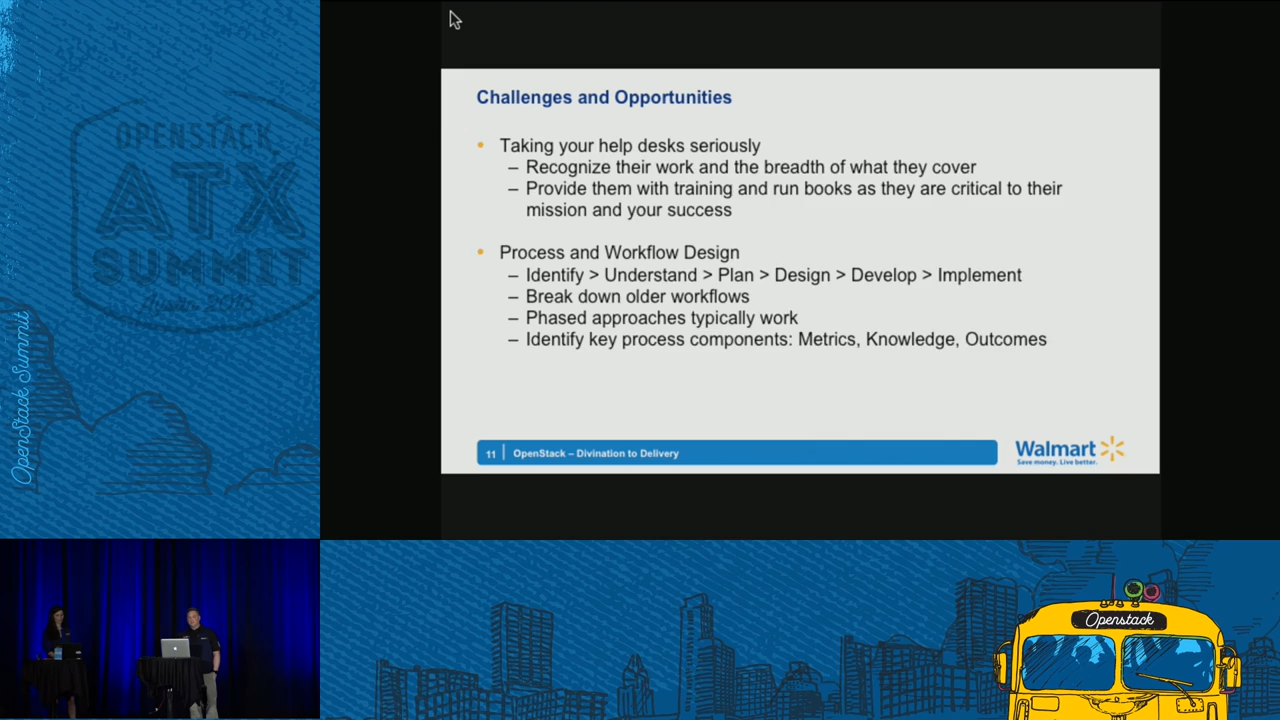 OPENSTACK
ATX
SUMMIT
Austin 2016
OpenStack Summit
Challenges and Opportunities
• Taking your help desks seriously
– Recognize their work and the breadth of what they cover
– Provide them with training and run books as they are critical to their
mission and your success
• Process and Workflow Design
– Identify > Understand > Plan > Design > Develop > Implement
– Break down older workflows
– Phased approaches typically work
– Identify key process components: Metrics, Knowledge, Outcomes
11 OpenStack – Divination to Delivery
Walmart
Save money. Live better.
Openstack